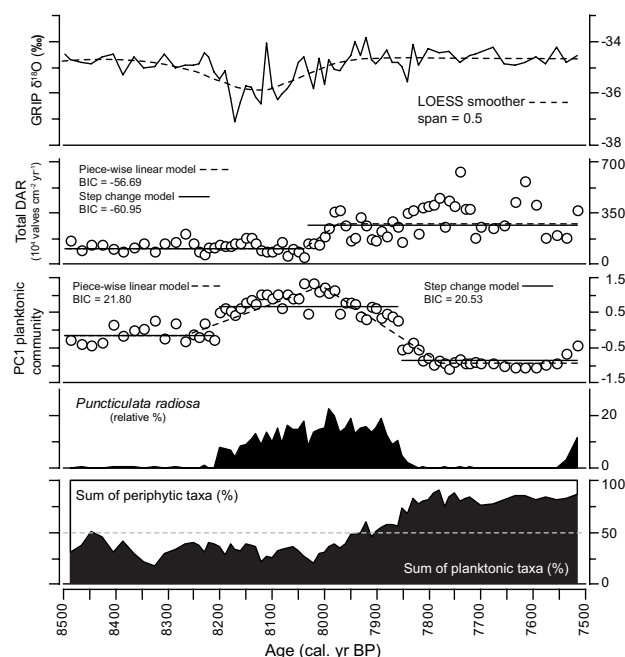 GRIP δ¹⁸O (‰)
-34
-36
-38
LOESS smoother
span = 0.5
Total DAR
(10⁴ valves cm⁻² yr⁻¹)
Piece-wise linear model
BIC = -56.69
Step change model
BIC = -60.95
700
350
0
PC1 planktonic
community
Piece-wise linear model
BIC = 21.80
Step change model
BIC = 20.53
1.5
0.5
-0.5
-1.5
Puncticulata radiosa
(relative %)
20
0
Sum of periphytic taxa (%)
Sum of planktonic taxa (%)
100
50
0
8500
8400
8300
8200
8100
8000
7900
7800
7700
7600
7500
Age (cal. yr BP)